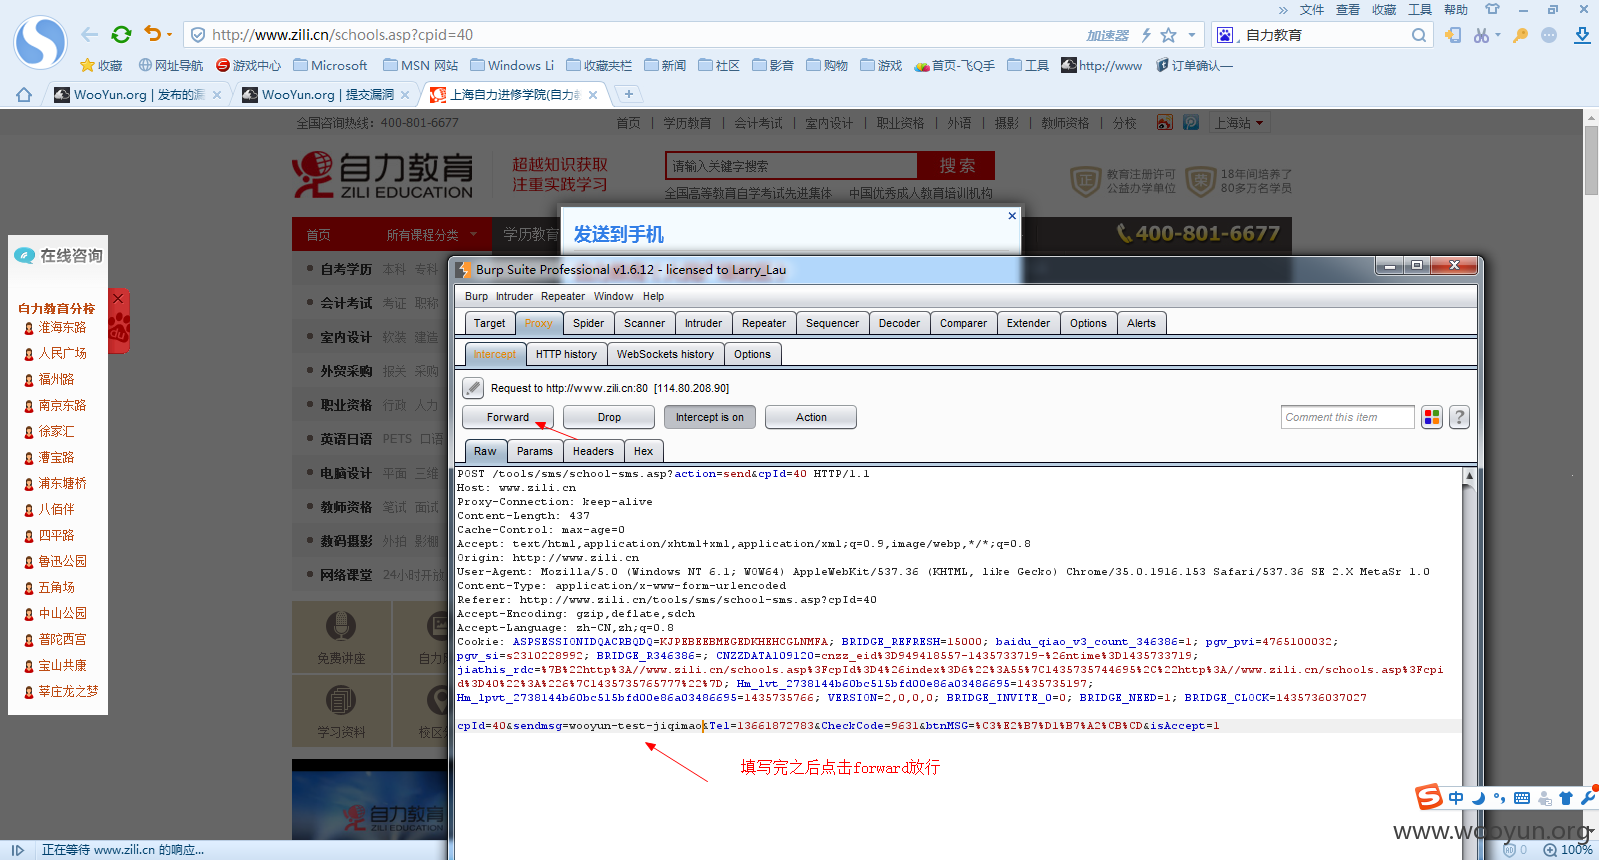 » 文件 查看 收藏 工具 帮助
http://www.zili.cn/schools.asp?cpid=40 加速器 自力教育
收藏 网址导航 游戏中心 Microsoft MSN 网站 Windows Li 收藏夹栏 新闻 社区 影音 购物 游戏 首页-飞Q手 工具 http://www 订单确认—
WooYun.org | 发布的漏 WooYun.org | 提交漏洞 上海自力进修学院(自力教
全国咨询热线：400-801-6677 首页 | 学历教育 | 会计考试 | 室内设计 | 职业资格 | 外语 | 摄影 | 教师资格 | 分校 上海站
自力教育
ZILI EDUCATION
超越知识获取
注重实践学习
请输入关键字搜索 搜 索
全国高等教育自学考试先进集体 中国优秀成人教育培训机构
正 教育注册许可
公益办学单位
荣 18年间培养了
80多万名学员
首页 所有课程分类 学历教育 400-801-6677
发送到手机
在线咨询
自力教育分校
淮海东路
人民广场
福州路
南京东路
徐家汇
漕宝路
浦东塘桥
八佰伴
四平路
鲁迅公园
五角场
中山公园
普陀西宫
宝山共康
莘庄龙之梦
du
自考学历 本科 专科
会计考试 考证 职称
室内设计 软装 建造
外贸采购 报关 采购
职业资格 行政 人力
英语日语 PETS 口语
电脑设计 平面 三维
教师资格 笔试 面试
数码摄影 外拍 影棚
网络课堂 24小时开放
免费讲座 自力
学习资料 校区
自力教育
ZILI EDUCATION
Burp Suite Professional v1.6.12 - licensed to Larry_Lau
Burp Intruder Repeater Window Help
Target Proxy Spider Scanner Intruder Repeater Sequencer Decoder Comparer Extender Options Alerts
Intercept HTTP history WebSockets history Options
Request to http://www.zili.cn:80 [114.80.208.90]
Forward Drop Intercept is on Action Comment this item ?
Raw Params Headers Hex
POST /tools/sms/school-sms.asp?action=send&cpId=40 HTTP/1.1
Host: www.zili.cn
Proxy-Connection: keep-alive
Content-Length: 437
Cache-Control: max-age=0
Accept: text/html,application/xhtml+xml,application/xml;q=0.9,image/webp,*/*;q=0.8
Origin: http://www.zili.cn
User-Agent: Mozilla/5.0 (Windows NT 6.1; WOW64) AppleWebKit/537.36 (KHTML, like Gecko) Chrome/35.0.1916.153 Safari/537.36 SE 2.X MetaSr 1.0
Content-Type: application/x-www-form-urlencoded
Referer: http://www.zili.cn/tools/sms/school-sms.asp?cpId=40
Accept-Encoding: gzip,deflate,sdch
Accept-Language: zh-CN,zh;q=0.8
Cookie: ASPSESSIONIDQACRBQDQ=KJPEBEEBMEGEDKHEHCGLNMFA; BRIDGE_REFRESH=15000; baidu_qiao_v3_count_346386=1; pgv_pvi=4765100032;
pgv_si=s2310228992; BRIDGE_R346386=; CNZZDATA109120=cnzz_eid%3D949418557-1435733719-%26ntime%3D1435733719;
jiathis_rdc=%7B%22http%3A//www.zili.cn/schools.asp%3FcpId%3D4%26index%3D6%22%3A55%7C1435735744695%2C%22http%3A//www.zili.cn/schools.asp%3Fcpi
d%3D40%22%3A%226%7C1435735765777%22%7D; Hm_lvt_2738144b60bc515bfd00e86a03486695=1435735197;
Hm_lpvt_2738144b60bc515bfd00e86a03486695=1435735766; VERSION=2,0,0,0; BRIDGE_INVITE_0=0; BRIDGE_NEED=1; BRIDGE_CLOCK=1435736037027
cpId=40&sendmsg=wooyun-test-jiqimao&Tel=13661872783&CheckCode=9631&btnMSG=%C3%E2%B7%D1%B7%A2%CB%CD&isAccept=1
填写完之后点击forward放行
中
www.wooyun.org
正在等待 www.zili.cn 的响应... 0 100%